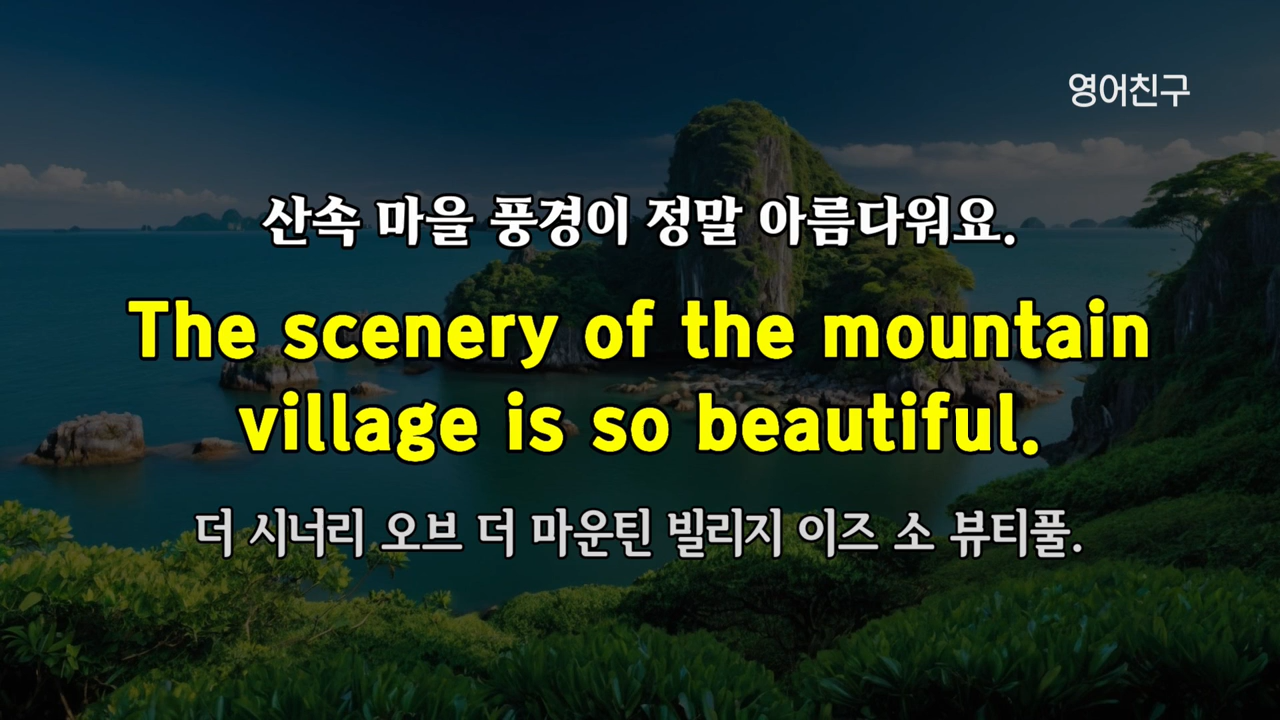 영어친구
산속 마을 풍경이 정말 아름다워요.
The scenery of the mountain
village is so beautiful.
더 시너리 오브 더 마운틴 빌리지 이즈 소 뷰티풀.